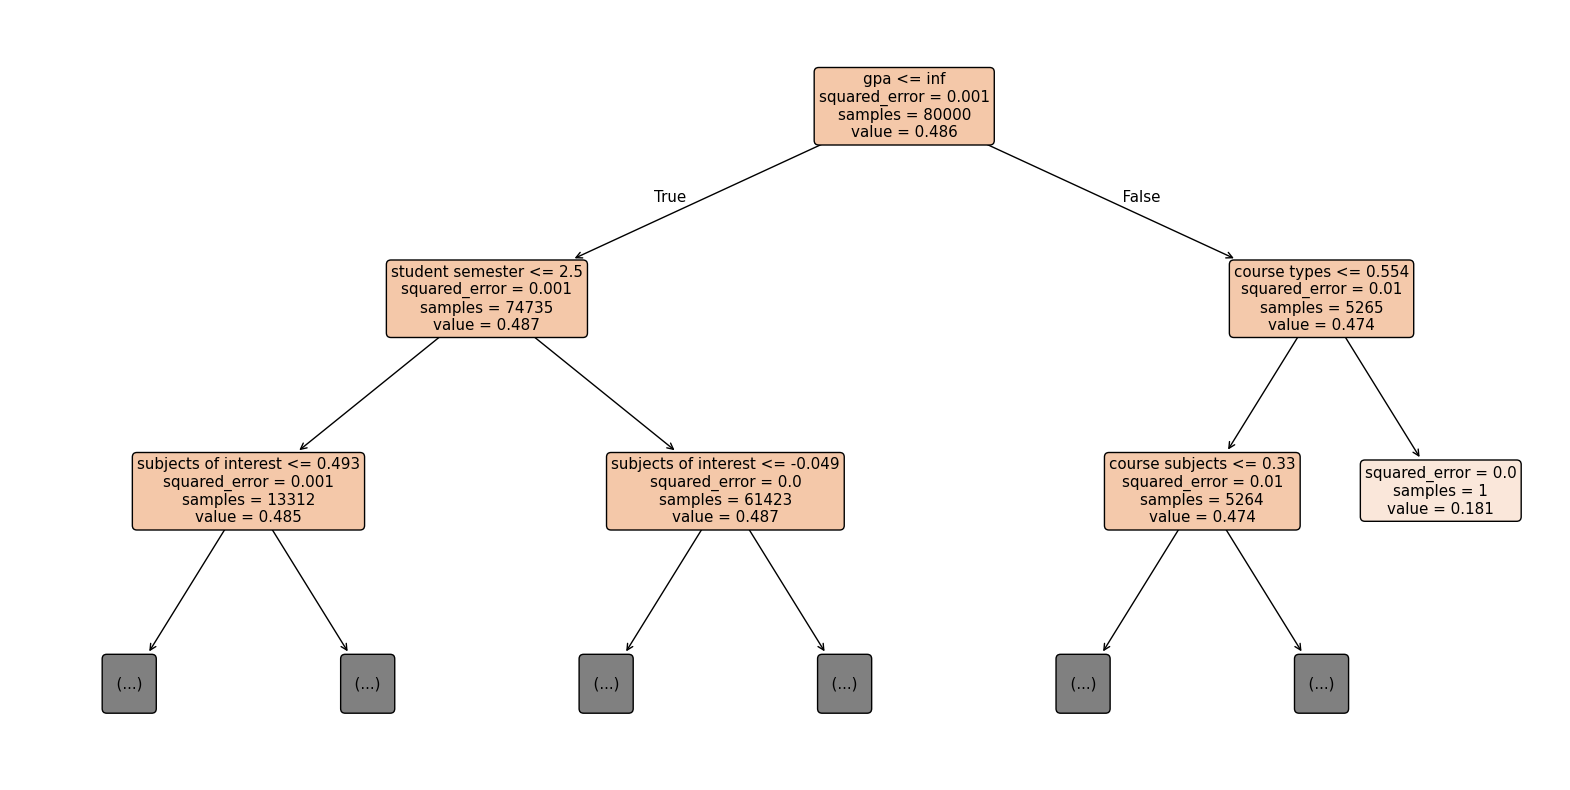 gpa <= inf
squared_error = 0.001
samples = 80000
value = 0.486
True
False
student semester <= 2.5
squared_error = 0.001
samples = 74735
value = 0.487
course types <= 0.554
squared_error = 0.01
samples = 5265
value = 0.474
subjects of interest <= 0.493
squared_error = 0.001
samples = 13312
value = 0.485
subjects of interest <= -0.049
squared_error = 0.0
samples = 61423
value = 0.487
course subjects <= 0.33
squared_error = 0.01
samples = 5264
value = 0.474
squared_error = 0.0
samples = 1
value = 0.181
(...)
(...)
(...)
(...)
(...)
(...)